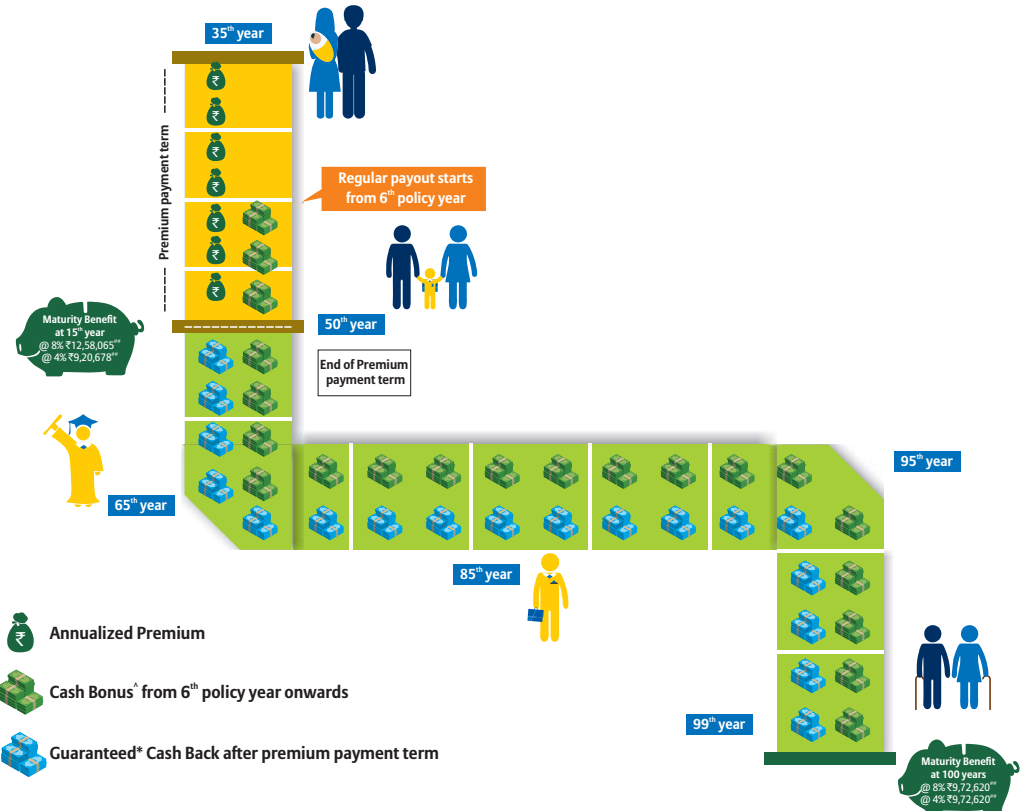 35th year
Premium payment term
Regular payout starts
from 6th policy year
50th year
End of Premium
payment term
Maturity Benefit
at 15th year
@ 8% ₹12,58,065##
@ 4% ₹9,20,678##
65th year
95th year
85th year
99th year
₹ Annualized Premium
Cash Bonus^ from 6th policy year onwards
Guaranteed* Cash Back after premium payment term
Maturity Benefit
at 100 years
@ 8% ₹9,72,620##
@ 4% ₹9,72,620##